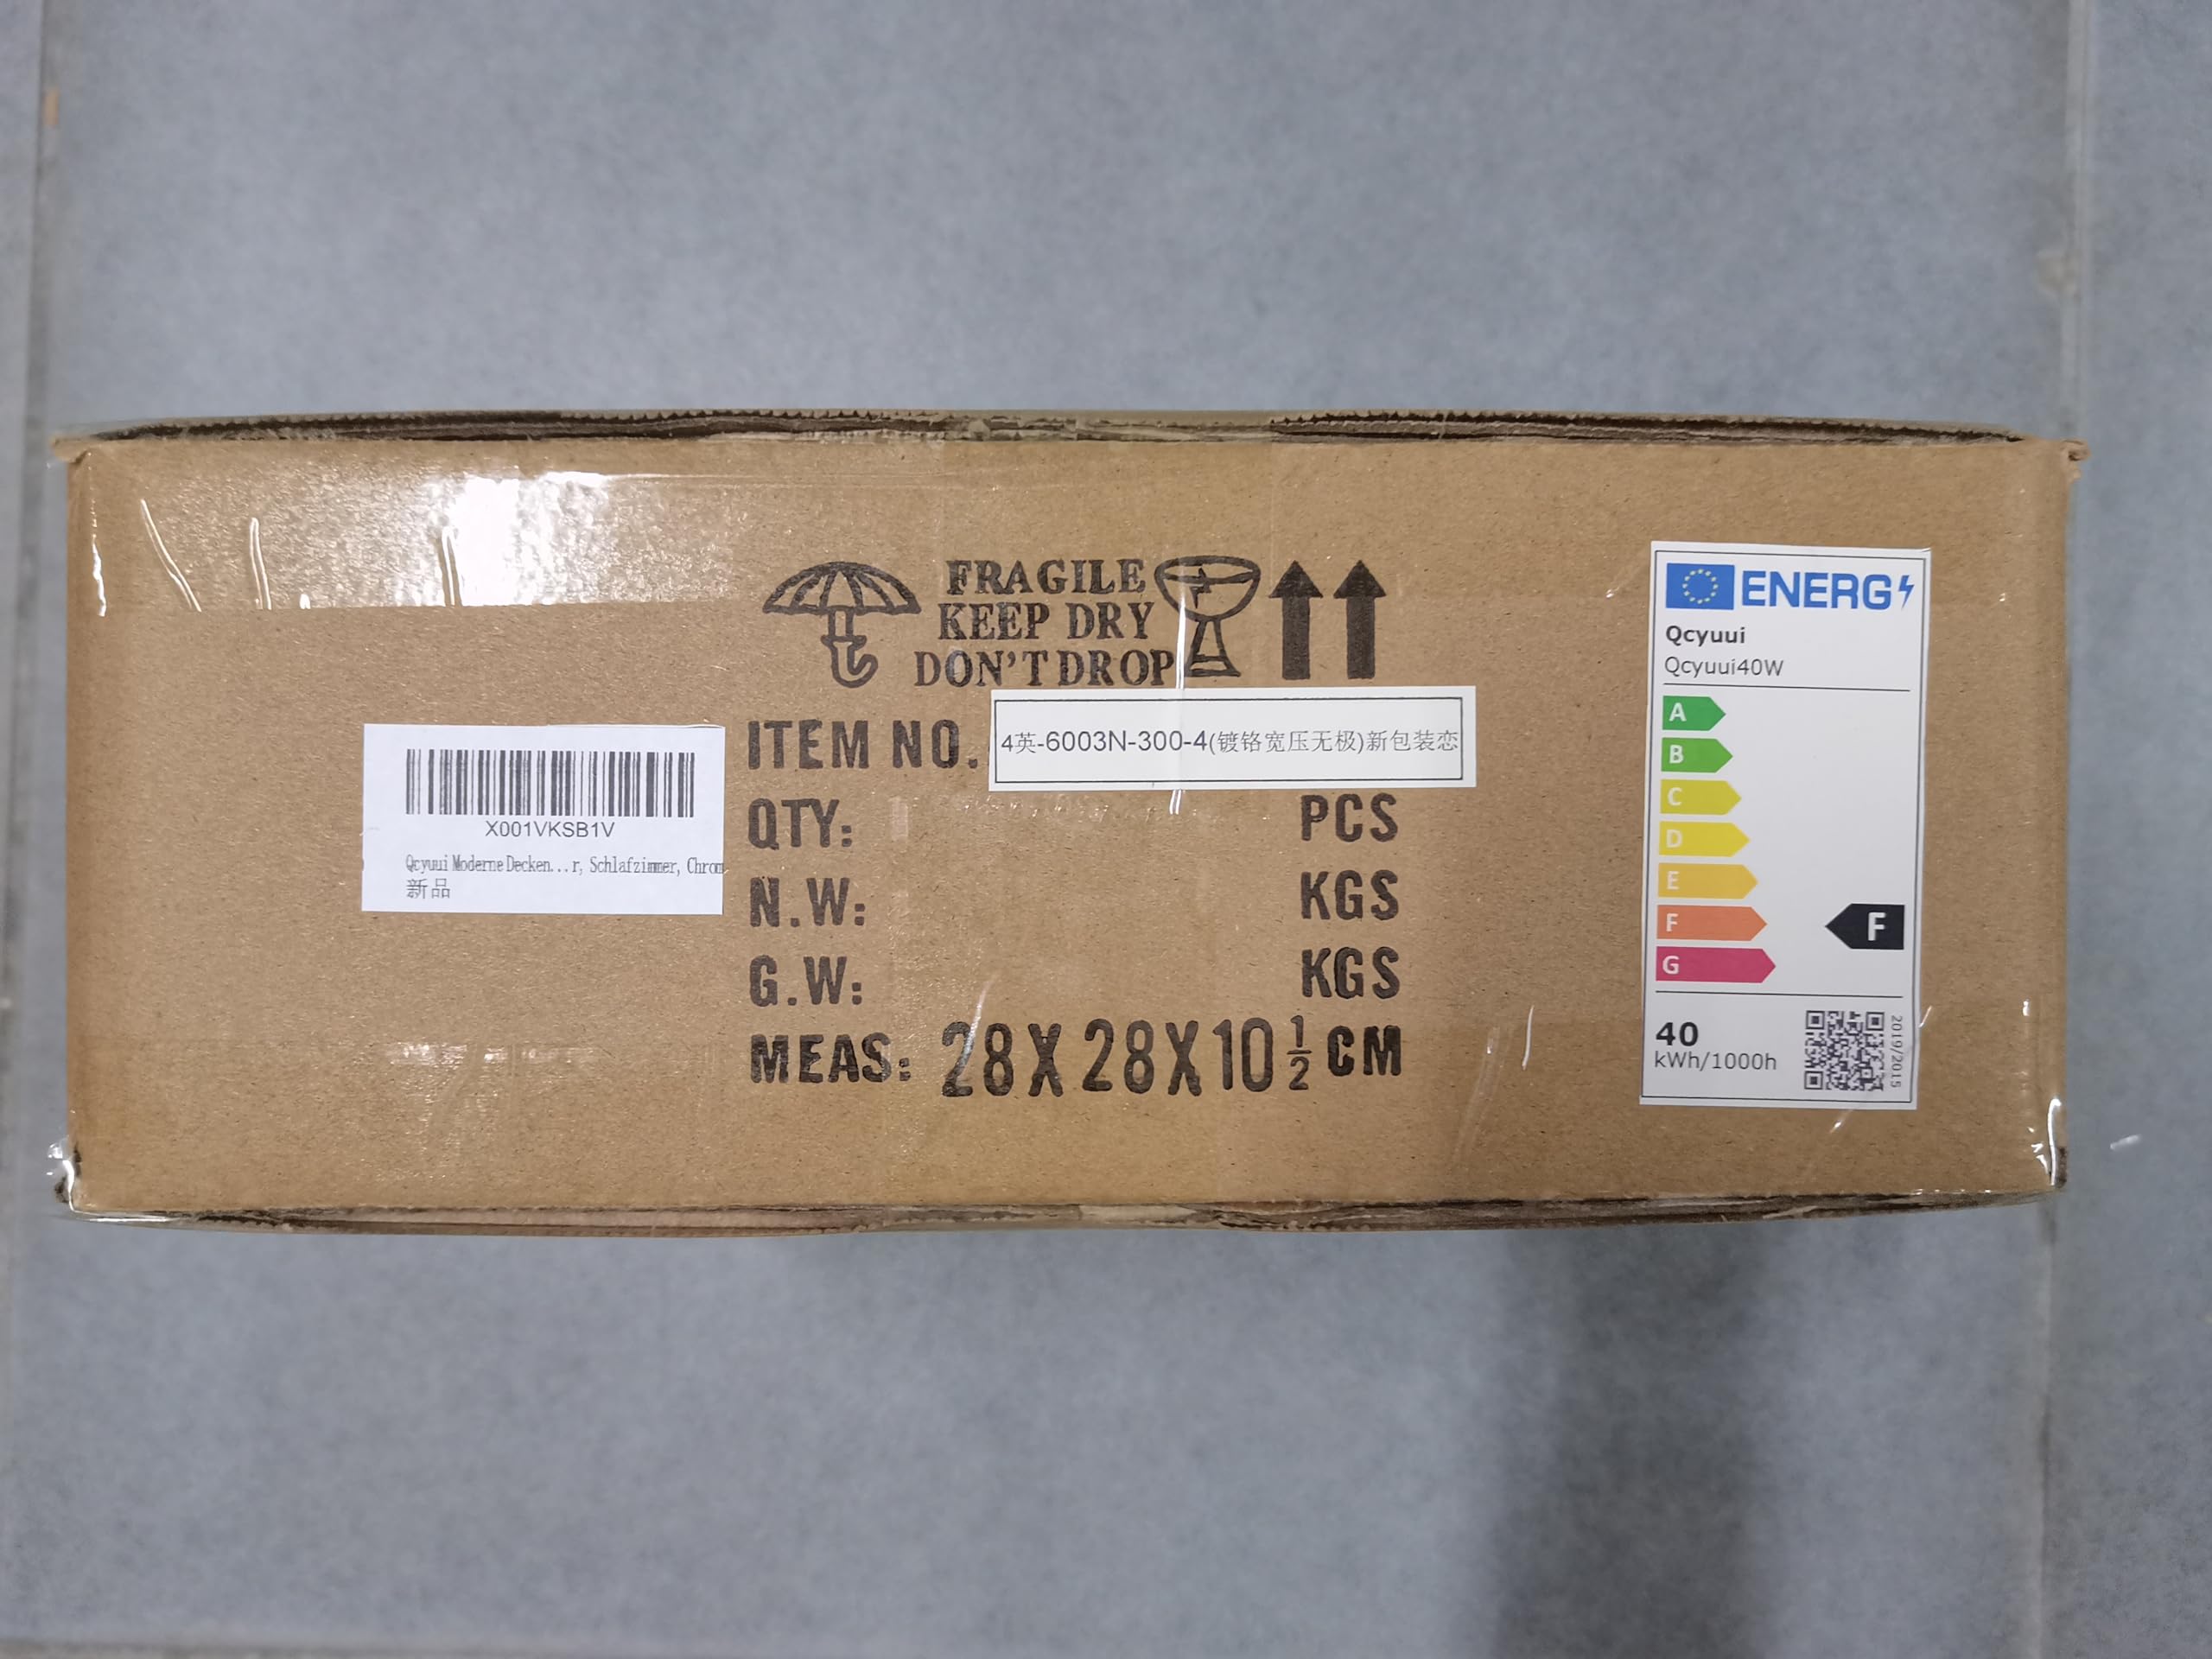 FRAGILE
KEEP DRY
DON'T DROP
ITEM NO. 4英-6003N-300-4(镀铬宽压无极)新包装恋
QTY: PCS
N.W: KGS
G.W: KGS
MEAS: 28X28X10½CM
X001VKSB1V
Qcyuui Moderne Decken...r, Schlafzimmer, Chrom
新品
ENERG
Qcyuui
Qcyuui40W
A
B
C
D
E
F F
G
40
kWh/1000h
2019/2015